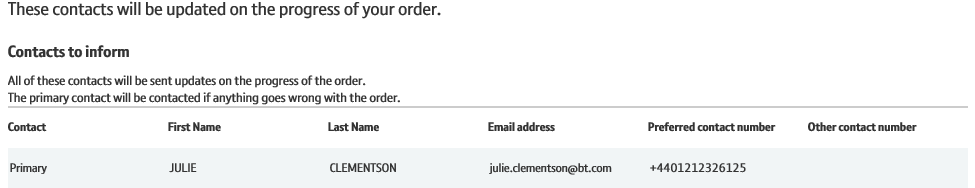 These contacts will be updated on the progress of your order.
Contacts to inform
All of these contacts will be sent updates on the progress of the order.
The primary contact will be contacted if anything goes wrong with the order.
Contact First Name Last Name Email address Preferred contact number Other contact number
Primary JULIE CLEMENTSON julie.clementson@bt.com +4401212326125